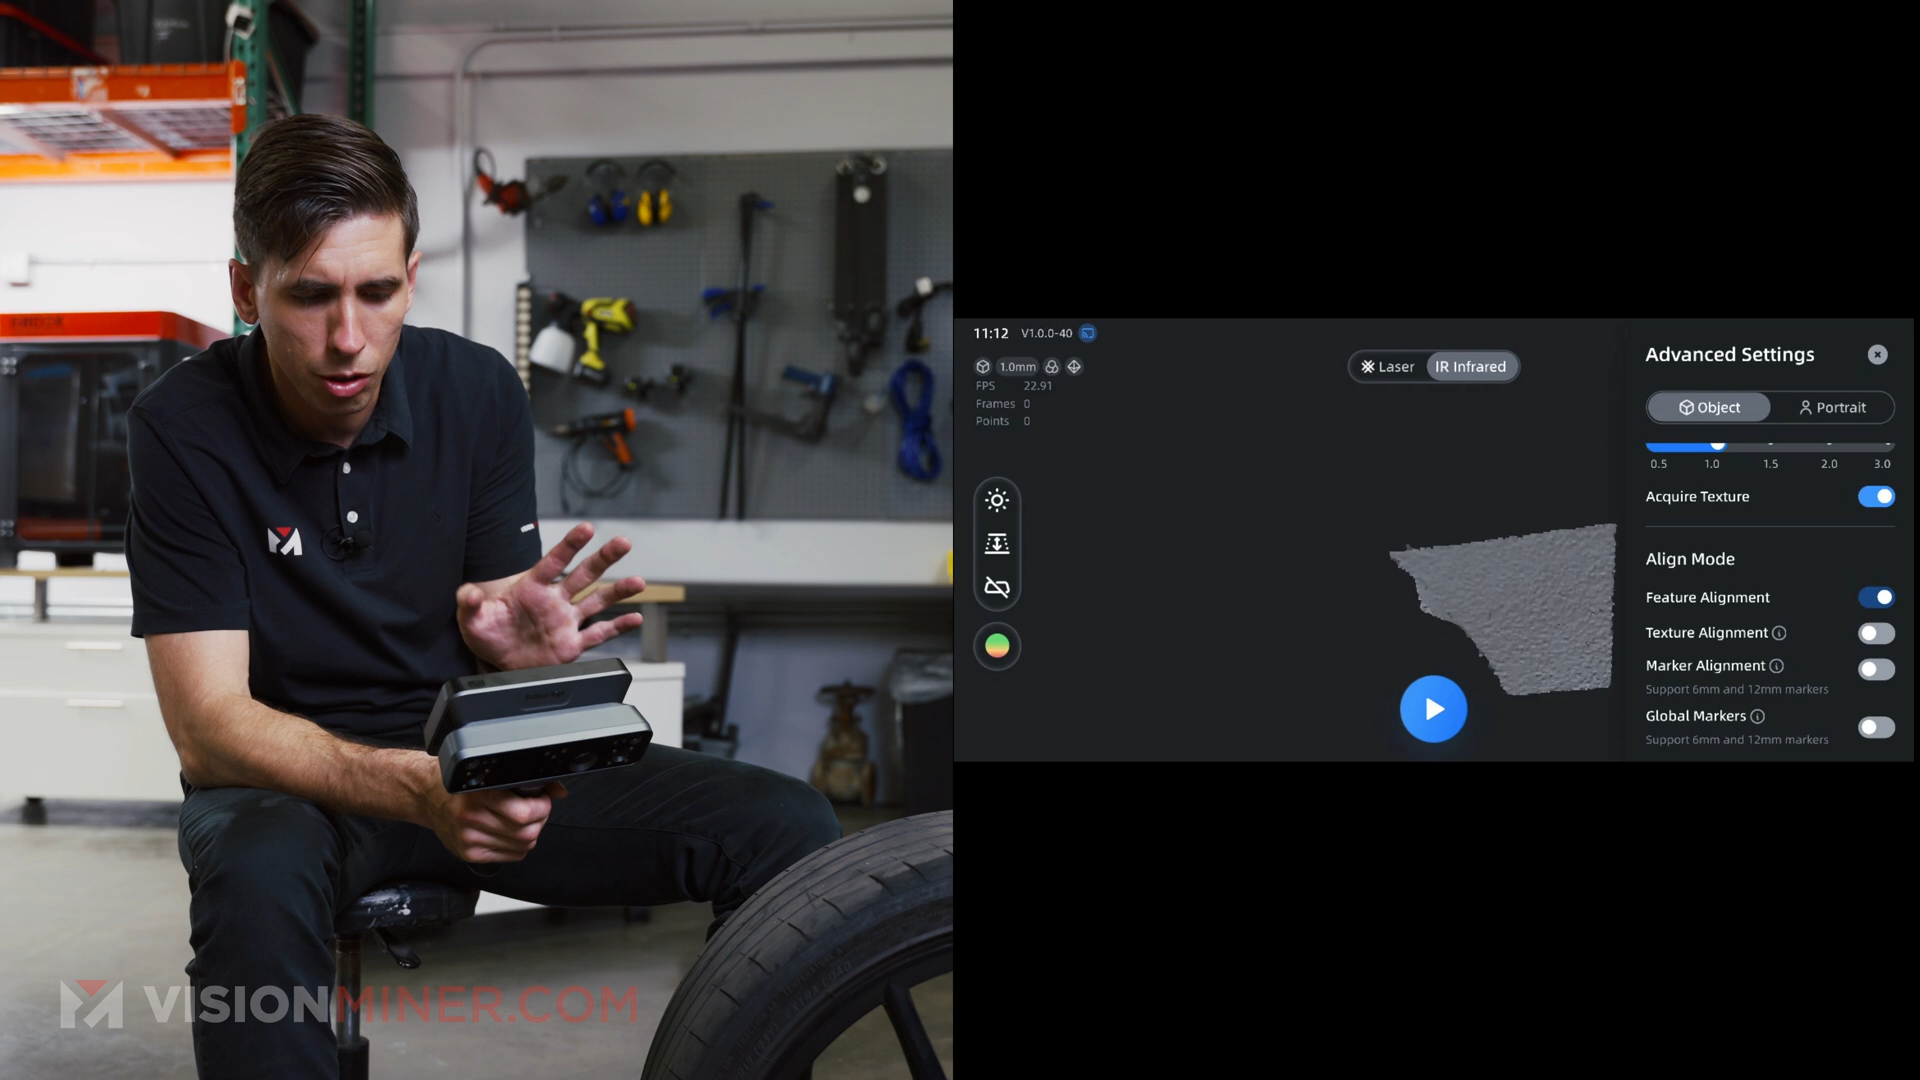 VISIONMINER.COM
11:12 V1.0.0-40
1.0mm
FPS 22.91
Frames 0
Points 0
Laser
IR Infrared
Advanced Settings
Object
Portrait
0.5 1.0 1.5 2.0 3.0
Acquire Texture
Align Mode
Feature Alignment
Texture Alignment
Marker Alignment
Support 6mm and 12mm markers
Global Markers
Support 6mm and 12mm markers